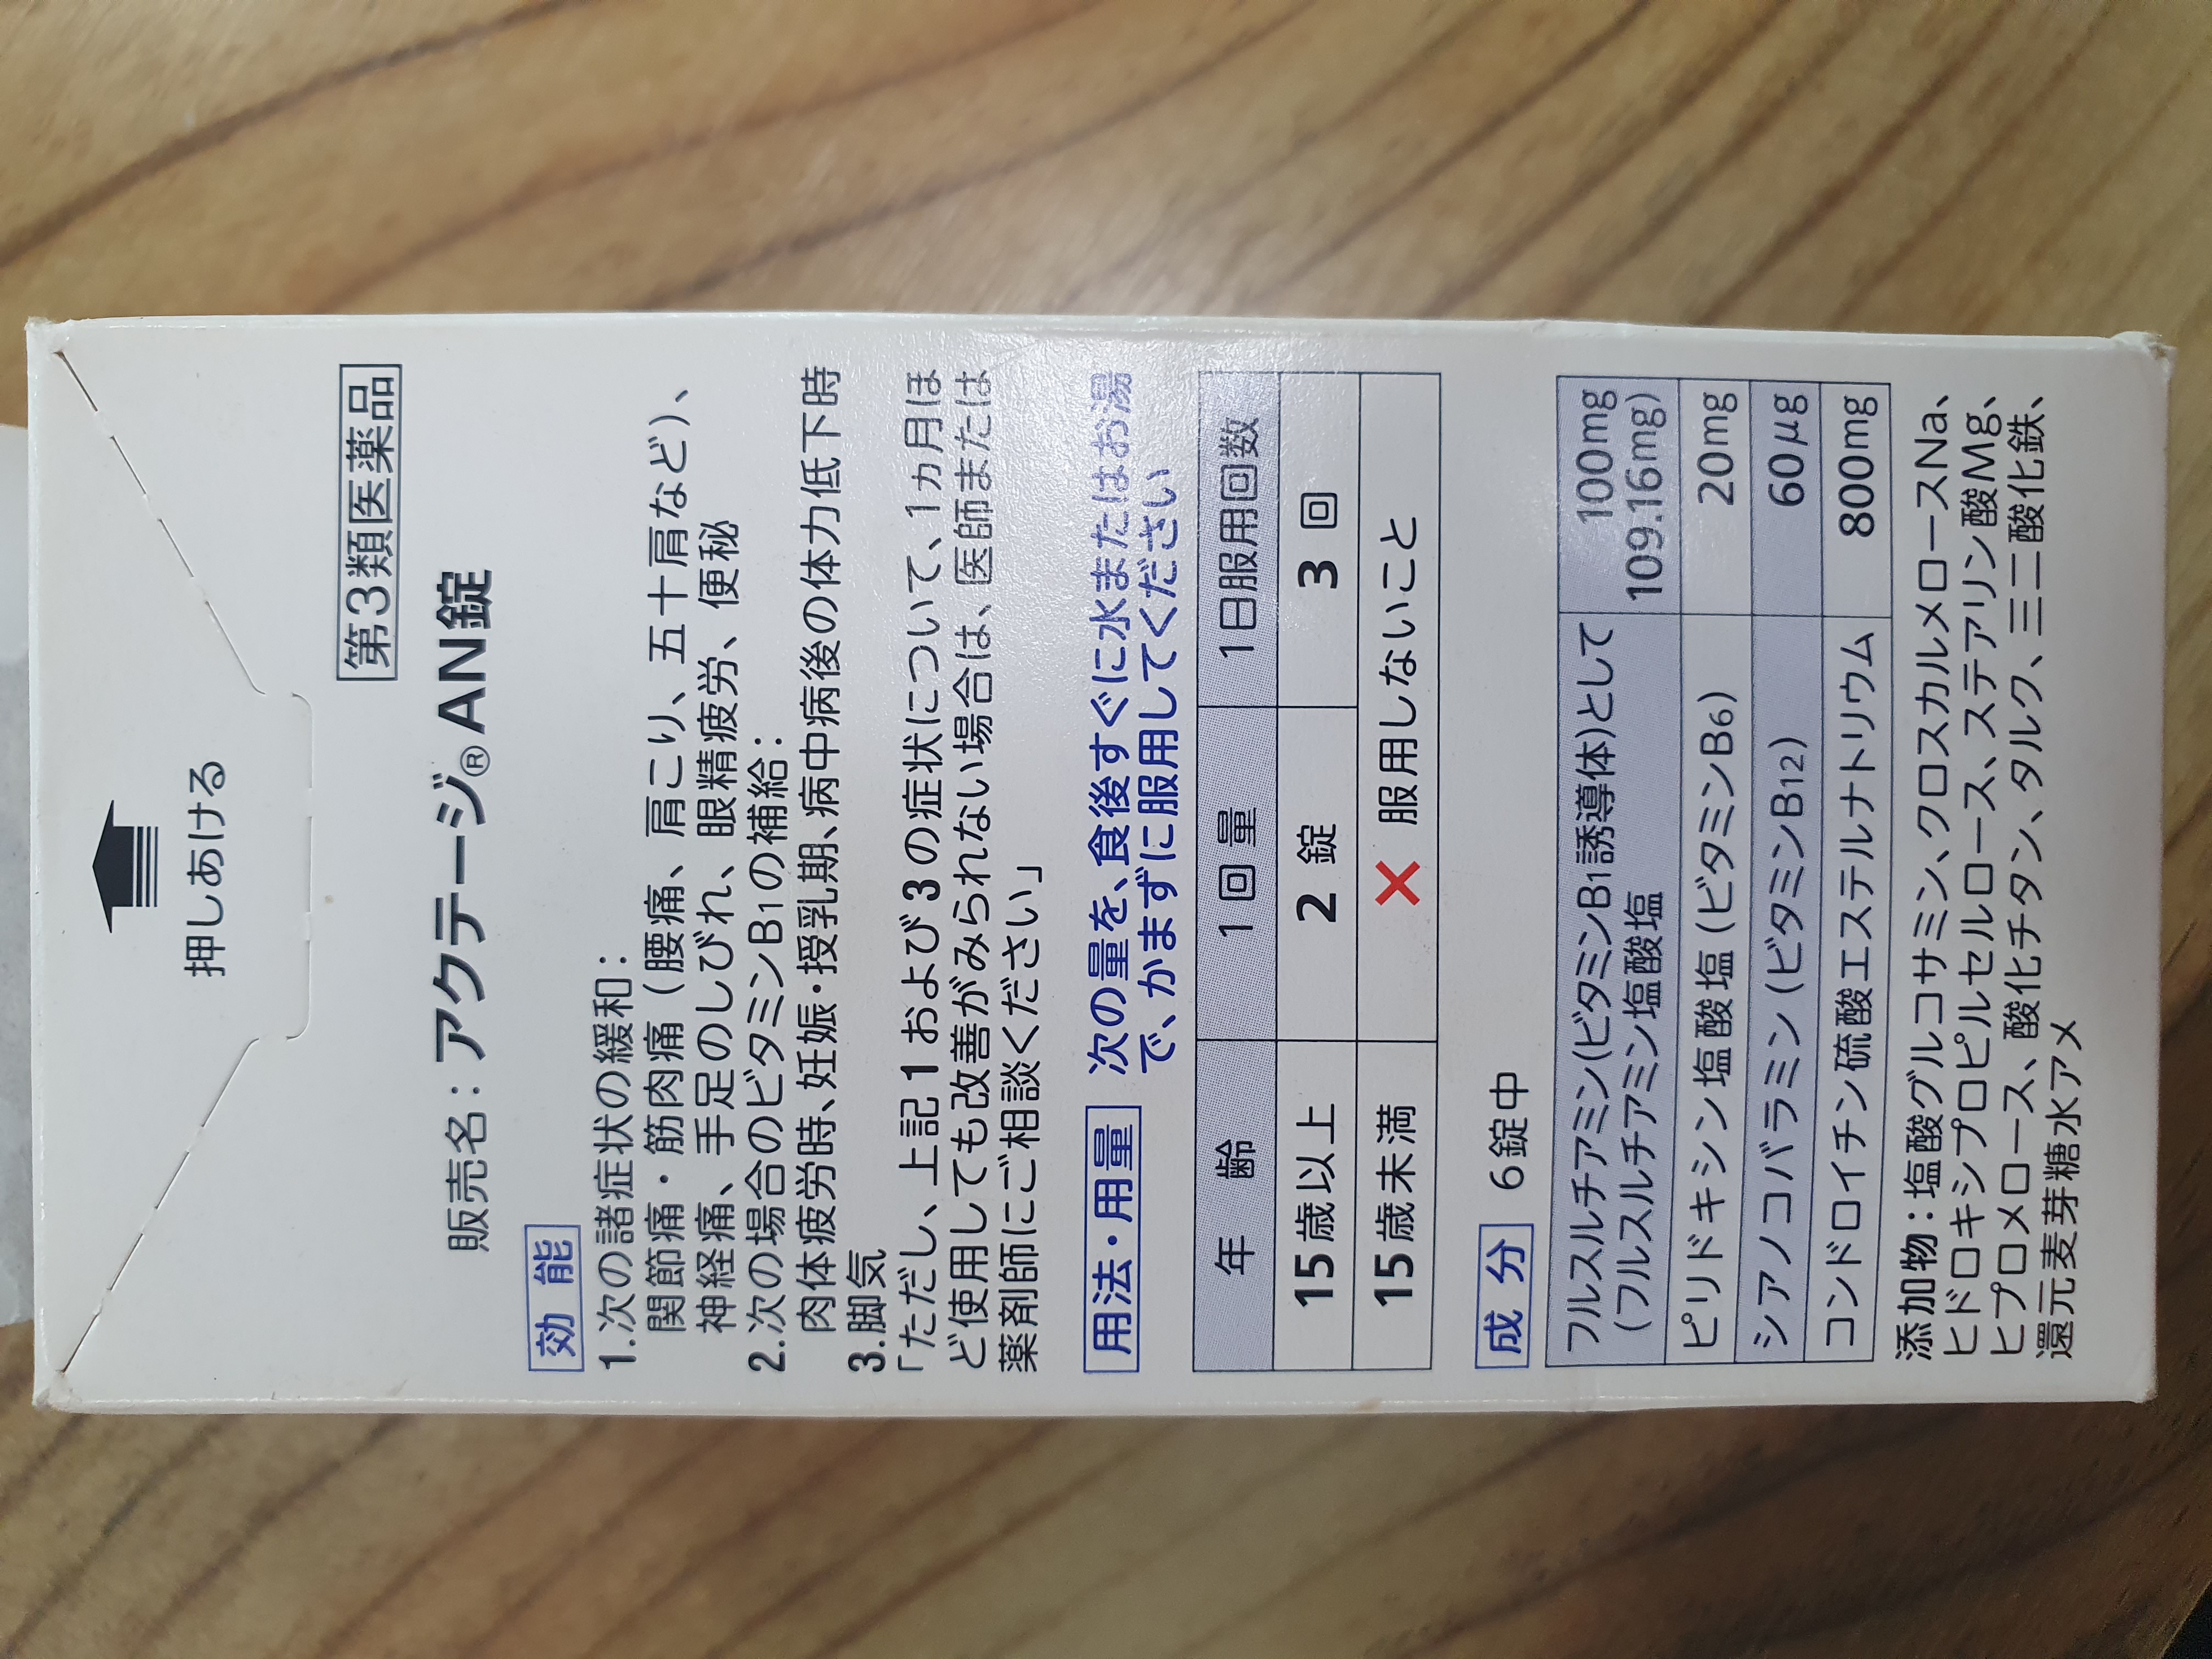 押しあける
第3類医薬品
販売名：アクテージ®AN錠
効能
1.次の諸症状の緩和：
関節痛・筋肉痛（腰痛、肩こり、五十肩など）、
神経痛、手足のしびれ、眼精疲労、便秘
2.次の場合のビタミンB1の補給：
肉体疲労時、妊娠・授乳期、病中病後の体力低下時
3.脚気
「ただし、上記1および3の症状について、1カ月ほ
ど使用しても改善がみられない場合は、医師または
薬剤師にご相談ください」
用法・用量 次の量を、食後すぐに水またはお湯
で、かまずに服用してください
年齢 1回量 1日服用回数
15歳以上 2錠 3回
15歳未満 × 服用しないこと
成分 6錠中
フルスルチアミン(ビタミンB1誘導体)として 100mg
(フルスルチアミン塩酸塩 109.16mg)
ピリドキシン塩酸塩(ビタミンB6) 20mg
シアノコバラミン(ビタミンB12) 60μg
コンドロイチン硫酸エステルナトリウム 800mg
添加物：塩酸グルコサミン、クロスカルメロースNa、
ヒドロキシプロピルセルロース、ステアリン酸Mg、
ヒプロメロース、酸化チタン、タルク、三二酸化鉄、
還元麦芽糖水アメ